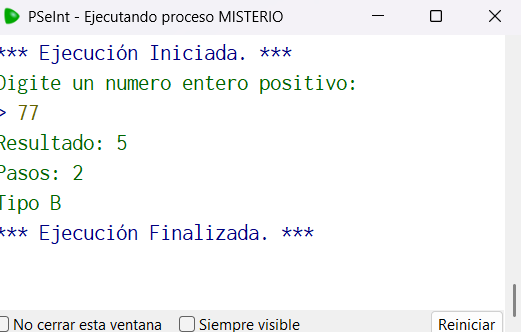 PSeInt - Ejecutando proceso MISTERIO
*** Ejecución Iniciada. ***
Digite un numero entero positivo:
> 77
Resultado: 5
Pasos: 2
Tipo B
*** Ejecución Finalizada. ***
No cerrar esta ventana Siempre visible Reiniciar